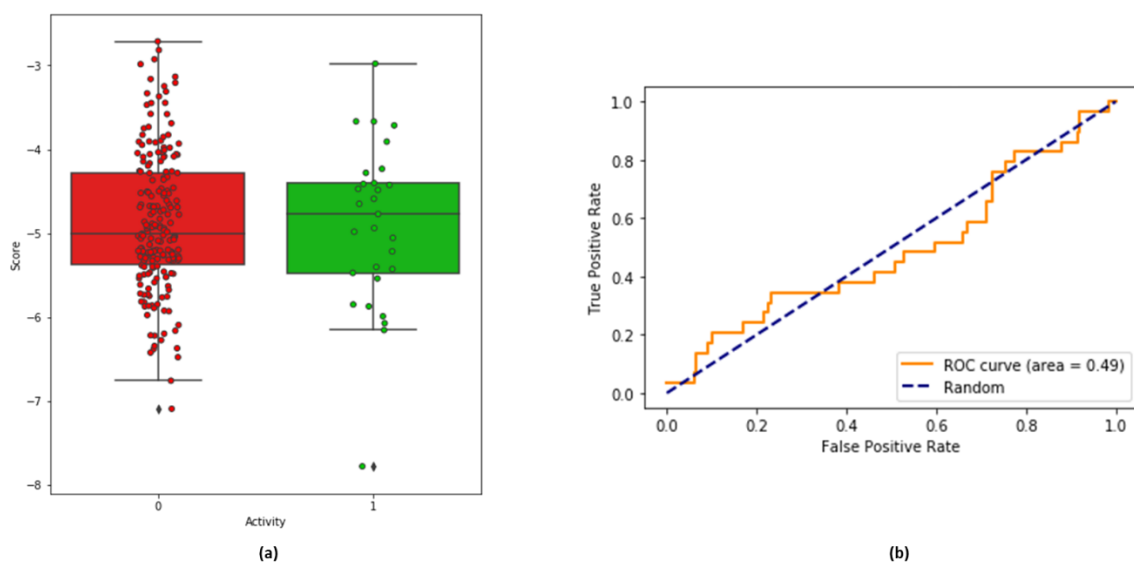 −3
−4
−5
−6
−7
−8
Score
0
1
Activity
(a)
1.0
0.8
0.6
0.4
0.2
0.0
True Positive Rate
ROC curve (area = 0.49)
Random
0.0
0.2
0.4
0.6
0.8
1.0
False Positive Rate
(b)